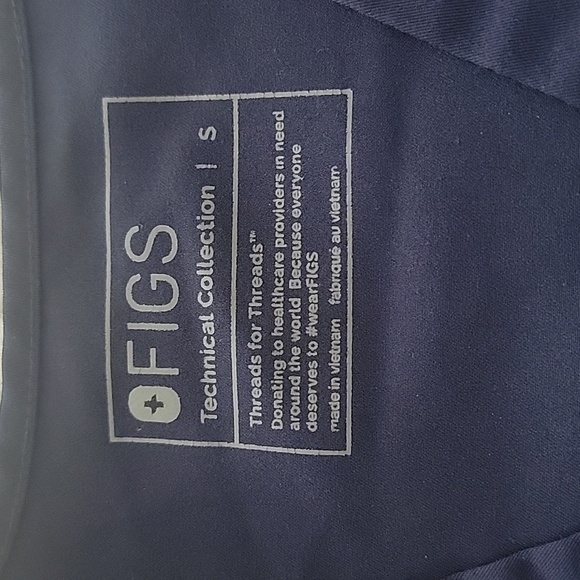 FIGS
Technical Collection | S
Threads for Threads™
Donating to healthcare providers in need
around the world Because everyone
deserves to #wearFIGS
made in vietnam fabriqué au vietnam